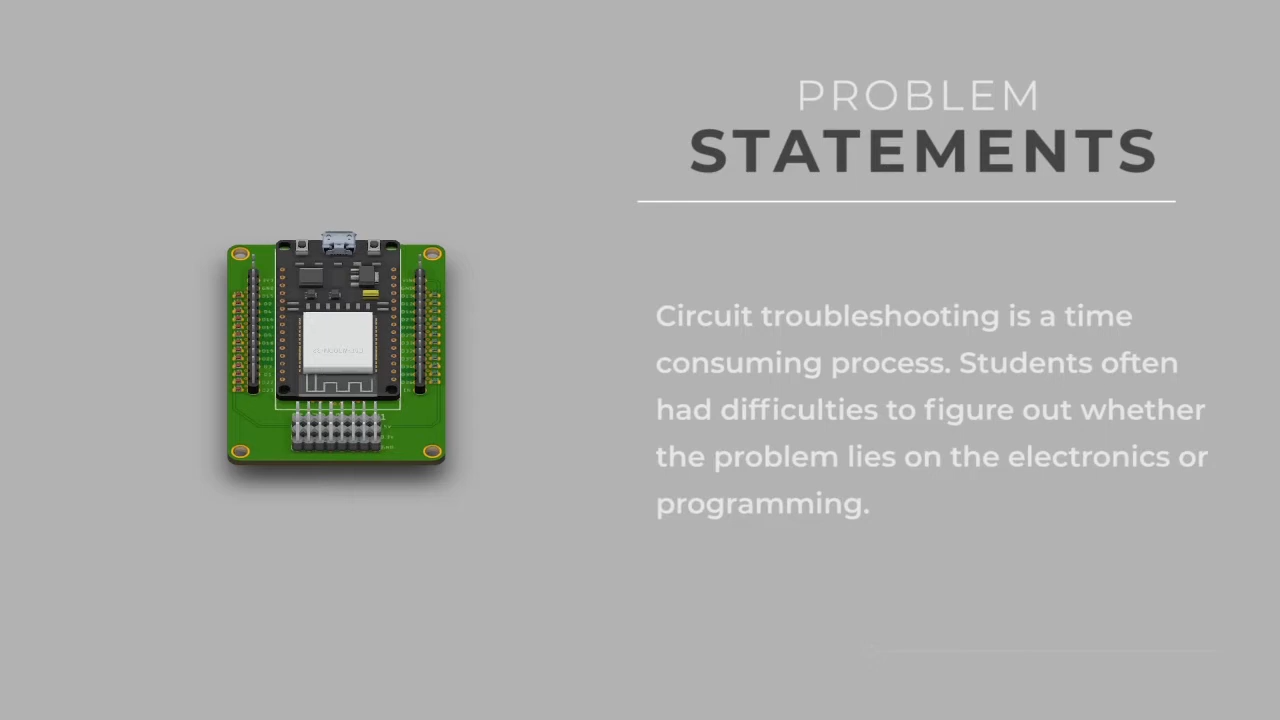 PROBLEM
STATEMENTS
Circuit troubleshooting is a time
consuming process. Students often
had difficulties to figure out whether
the problem lies on the electronics or
programming.